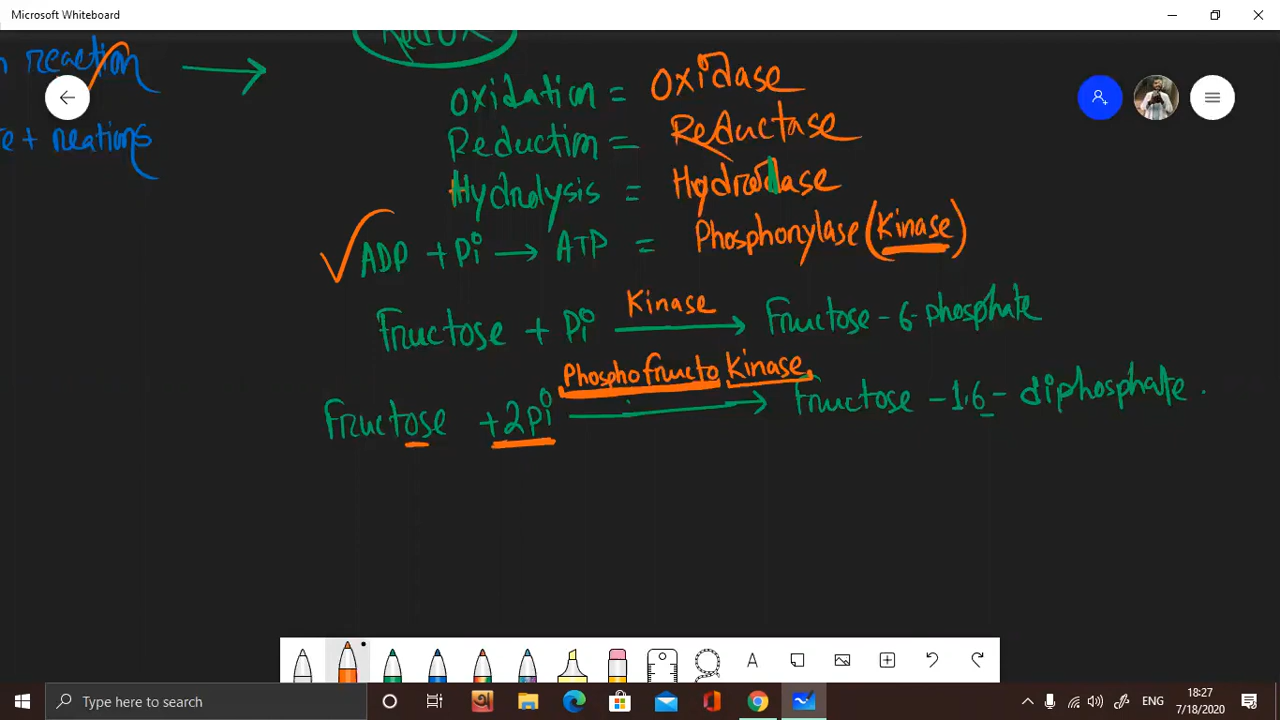 Microsoft Whiteboard
Redox
n reaction
oxidation = Oxidase
e + reations
Reduction = Reductase
Hydrolysis = Hydrolase
ADP + Pi → ATP = Phosphorylase (Kinase)
Fructose + Pi Kinase → Fructose - 6 - phosphate
Phosphofructo Kinase
Fructose + 2Pi → Fructose - 1.6 - diphosphate .
A
Type here to search
ENG
18:27
7/18/2020